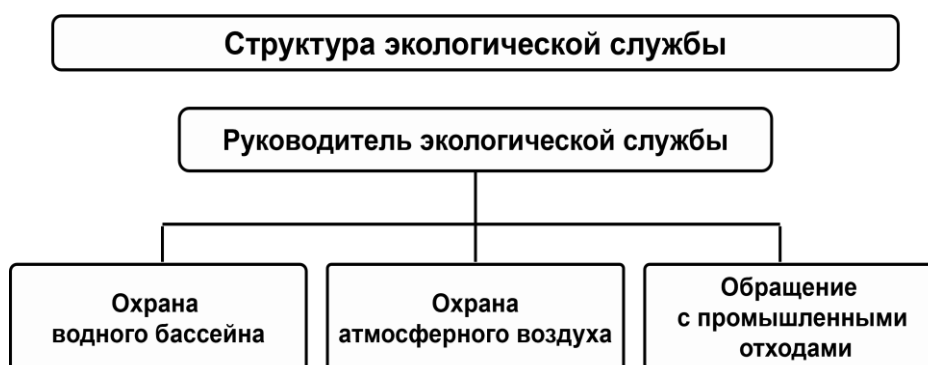 Структура экологической службы
Руководитель экологической службы
Охрана
водного бассейна
Охрана
атмосферного воздуха
Обращение
с промышленными
отходами